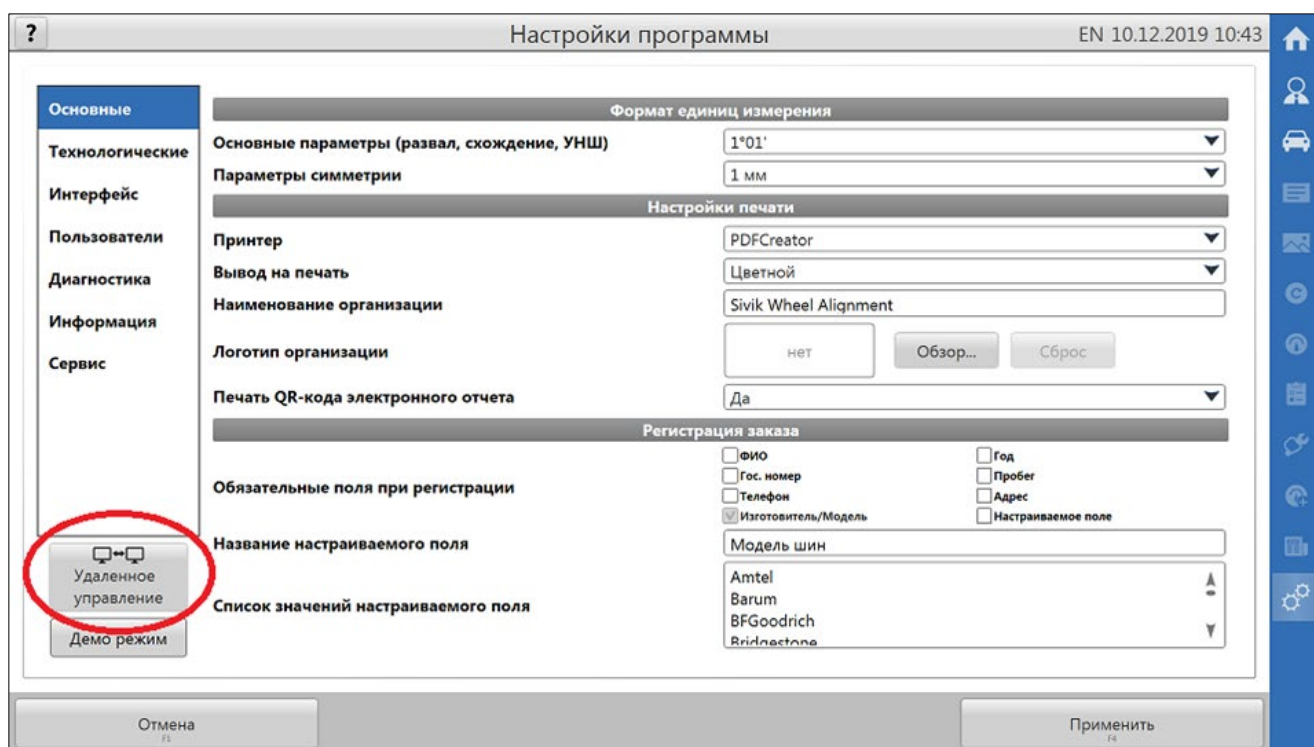 ?
Настройки программы
EN 10.12.2019 10:43
Основные
Технологические
Интерфейс
Пользователи
Диагностика
Информация
Сервис
Удаленное
управление
Демо режим
Формат единиц измерения
Основные параметры (развал, схождение, УНШ)
1°01'
Параметры симметрии
1 мм
Настройки печати
Принтер
PDFCreator
Вывод на печать
Цветной
Наименование организации
Sivik Wheel Alignment
Логотип организации
нет
Обзор...
Сброс
Печать QR-кода электронного отчета
Да
Регистрация заказа
Обязательные поля при регистрации
ФИО
Год
Гос. номер
Пробег
Телефон
Адрес
Изготовитель/Модель
Настраиваемое поле
Название настраиваемого поля
Модель шин
Список значений настраиваемого поля
Amtel
Barum
BFGoodrich
Bridgestone
Отмена
F1
Применить
F4